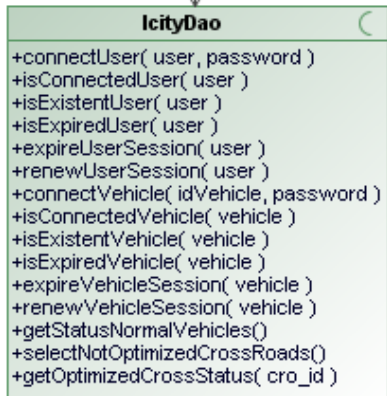 IcityDao
+connectUser( user, password )
+isConnectedUser( user )
+isExistentUser( user )
+isExpiredUser( user )
+expireUserSession( user )
+renewUserSession( user )
+connectVehicle( idVehicle, password )
+isConnectedVehicle( vehicle )
+isExistentVehicle( vehicle )
+isExpiredVehicle( vehicle )
+expireVehicleSession( vehicle )
+renewVehicleSession( vehicle )
+getStatusNormalVehicles()
+selectNotOptimizedCrossRoads()
+getOptimizedCrossStatus( cro_id )